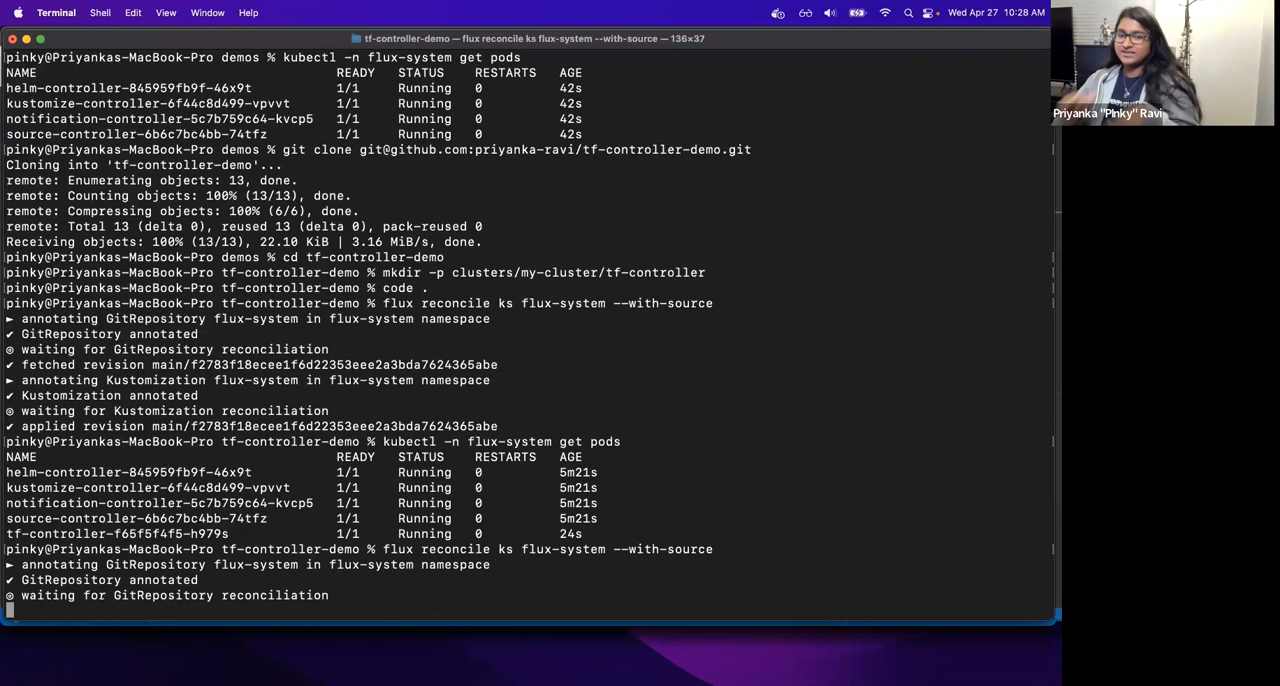 Terminal Shell Edit View Window Help Wed Apr 27 10:28 AM
tf-controller-demo — flux reconcile ks flux-system --with-source — 136×37
pinky@Priyankas-MacBook-Pro demos % kubectl -n flux-system get pods
NAME READY STATUS RESTARTS AGE
helm-controller-845959fb9f-46x9t 1/1 Running 0 42s
kustomize-controller-6f44c8d499-vpvvt 1/1 Running 0 42s
notification-controller-5c7b759c64-kvcp5 1/1 Running 0 42s
source-controller-6b6c7bc4bb-74tfz 1/1 Running 0 42s
pinky@Priyankas-MacBook-Pro demos % git clone git@github.com:priyanka-ravi/tf-controller-demo.git
Cloning into 'tf-controller-demo'...
remote: Enumerating objects: 13, done.
remote: Counting objects: 100% (13/13), done.
remote: Compressing objects: 100% (6/6), done.
remote: Total 13 (delta 0), reused 13 (delta 0), pack-reused 0
Receiving objects: 100% (13/13), 22.10 KiB | 3.16 MiB/s, done.
pinky@Priyankas-MacBook-Pro demos % cd tf-controller-demo
pinky@Priyankas-MacBook-Pro tf-controller-demo % mkdir -p clusters/my-cluster/tf-controller
pinky@Priyankas-MacBook-Pro tf-controller-demo % code .
pinky@Priyankas-MacBook-Pro tf-controller-demo % flux reconcile ks flux-system --with-source
► annotating GitRepository flux-system in flux-system namespace
✔ GitRepository annotated
◎ waiting for GitRepository reconciliation
✔ fetched revision main/f2783f18ecee1f6d22353eee2a3bda7624365abe
► annotating Kustomization flux-system in flux-system namespace
✔ Kustomization annotated
◎ waiting for Kustomization reconciliation
✔ applied revision main/f2783f18ecee1f6d22353eee2a3bda7624365abe
pinky@Priyankas-MacBook-Pro tf-controller-demo % kubectl -n flux-system get pods
NAME READY STATUS RESTARTS AGE
helm-controller-845959fb9f-46x9t 1/1 Running 0 5m21s
kustomize-controller-6f44c8d499-vpvvt 1/1 Running 0 5m21s
notification-controller-5c7b759c64-kvcp5 1/1 Running 0 5m21s
source-controller-6b6c7bc4bb-74tfz 1/1 Running 0 5m21s
tf-controller-f65f5f4f5-h979s 1/1 Running 0 24s
pinky@Priyankas-MacBook-Pro tf-controller-demo % flux reconcile ks flux-system --with-source
► annotating GitRepository flux-system in flux-system namespace
✔ GitRepository annotated
◎ waiting for GitRepository reconciliation
Priyanka "Pinky" Ravi